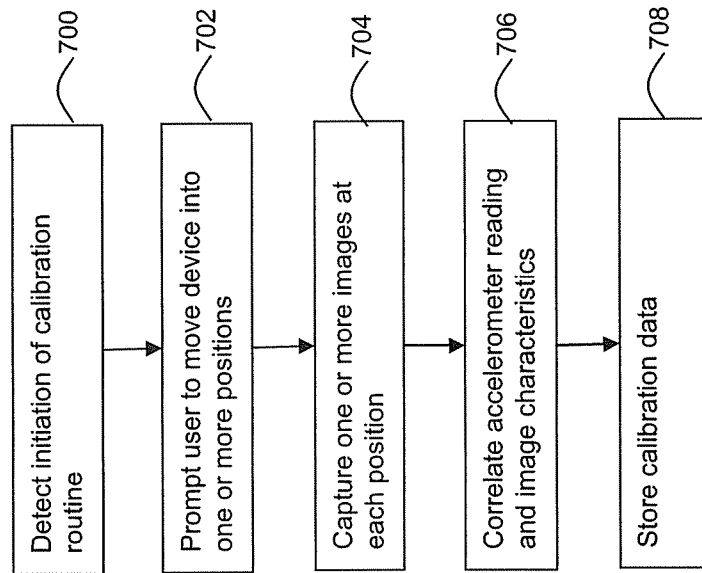 700
Detect initiation of calibration
routine
702
Prompt user to move device into
one or more positions
704
Capture one or more images at
each position
706
Correlate accelerometer reading
and image characteristics
708
Store calibration data